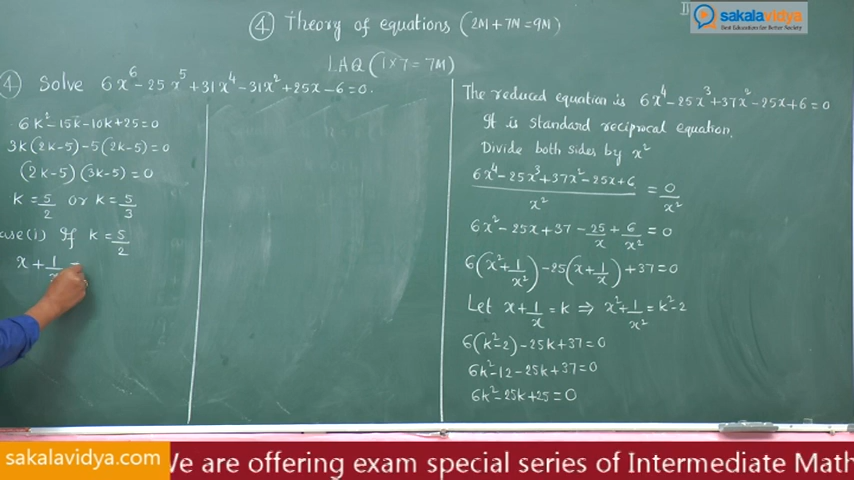 ④ Theory of equations (2M + 7M = 9M)
sakalavidya
Test Education for Better Society
LAQ (1 × 7 = 7M)
④ Solve 6x⁶ - 25x⁵ + 31x⁴ - 31x² + 25x - 6 = 0.
6k² - 15k - 10k + 25 = 0
3k(2k - 5) - 5(2k - 5) = 0
(2k - 5)(3k - 5) = 0
k = 5/2 or k = 5/3
ase(i) If k = 5/2
x + 1/x =
The reduced equation is 6x⁴ - 25x³ + 37x² - 25x + 6 = 0
It is standard reciprocal equation.
Divide both sides by x²
(6x⁴ - 25x³ + 37x² - 25x + 6)/x² = 0/x²
6x² - 25x + 37 - 25/x + 6/x² = 0
6(x² + 1/x²) - 25(x + 1/x) + 37 = 0
Let x + 1/x = k ⇒ x² + 1/x² = k² - 2
6(k² - 2) - 25k + 37 = 0
6k² - 12 - 25k + 37 = 0
6k² - 25k + 25 = 0
sakalavidya.com
We are offering exam special series of Intermediate Math